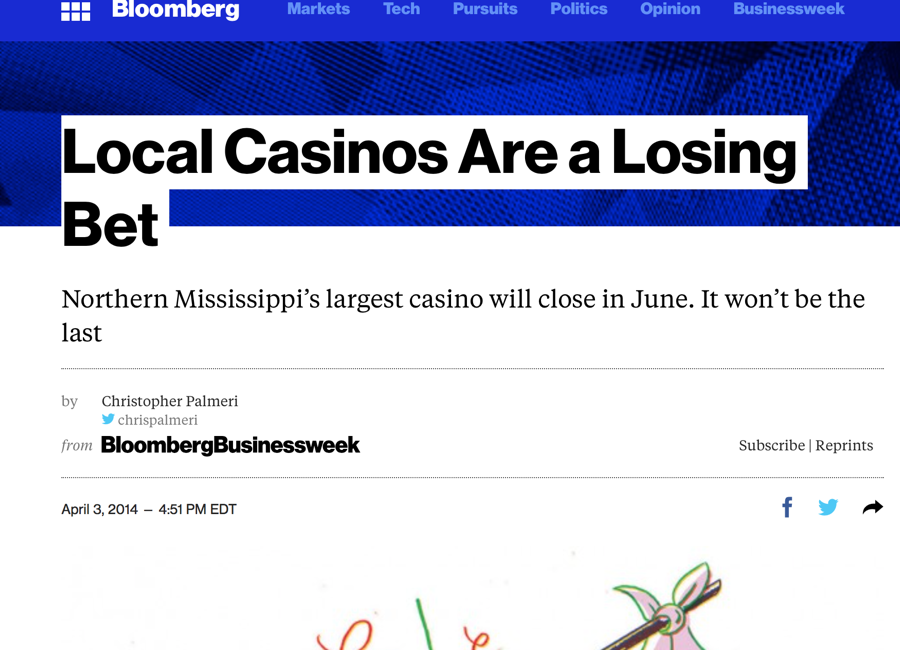 Bloomberg Markets Tech Pursuits Politics Opinion Businessweek
Local Casinos Are a Losing
Bet
Northern Mississippi’s largest casino will close in June. It won’t be the
last
by Christopher Palmeri
chrispalmeri
from BloombergBusinessweek Subscribe | Reprints
April 3, 2014 — 4:51 PM EDT